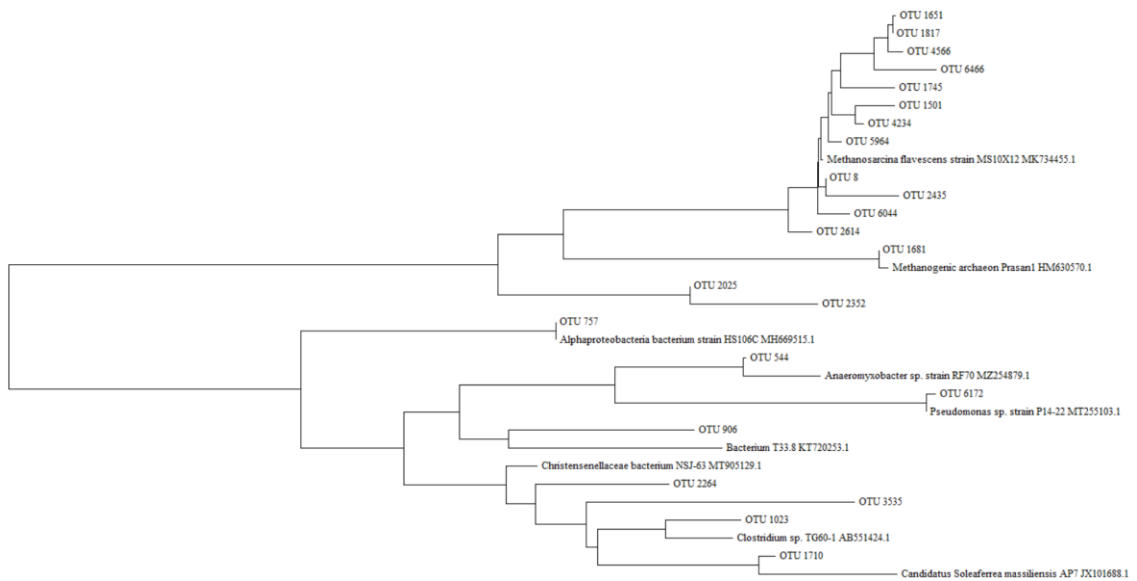 OTU 1651
OTU 1817
OTU 4566
OTU 6466
OTU 1745
OTU 1501
OTU 4234
OTU 5964
Methanosarcina flavescens strain MS10X12 MK734455.1
OTU 8
OTU 2435
OTU 6044
OTU 2614
OTU 1681
Methanogenic archaeon Prasan1 HM630570.1
OTU 2025
OTU 2352
OTU 757
Alphaproteobacteria bacterium strain HS106C MH669515.1
OTU 544
Anaeromyxobacter sp. strain RF70 MZ254879.1
OTU 6172
Pseudomonas sp. strain P14-22 MT255103.1
OTU 906
Bacterium T33.8 KT720253.1
Christensenellaceae bacterium NSJ-63 MT905129.1
OTU 2264
OTU 3535
OTU 1023
Clostridium sp. TG60-1 AB551424.1
OTU 1710
Candidatus Soleaferrea massiliensis AP7 JX101688.1